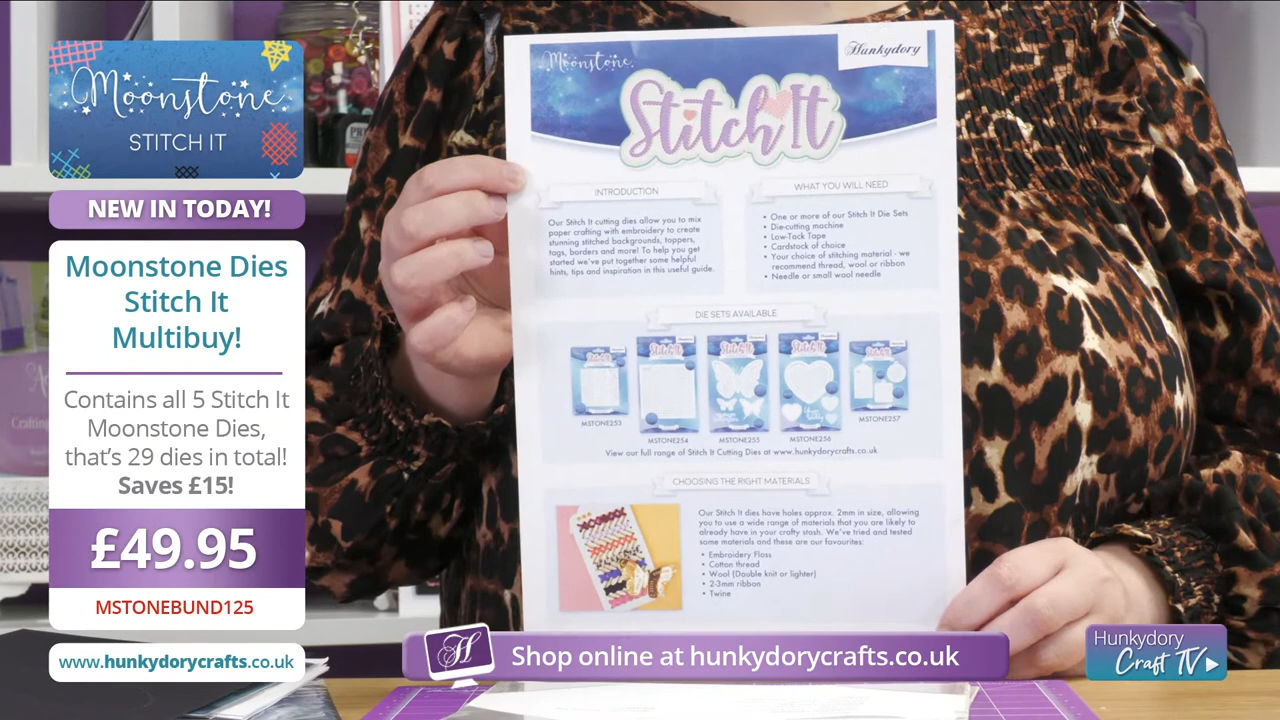 Moonstone
STITCH IT
NEW IN TODAY!
Moonstone Dies
Stitch It
Multibuy!
Contains all 5 Stitch It
Moonstone Dies,
that's 29 dies in total!
Saves £15!
£49.95
MSTONEBUND125
www.hunkydorycrafts.co.uk
Moonstone
Hunkydory
Stitch It
INTRODUCTION
Our Stitch It cutting dies allow you to mix
paper crafting with embroidery to create
stunning stitched backgrounds, toppers,
tags, borders and more! To help you get
started we've put together some helpful
hints, tips and inspiration in this useful guide.
WHAT YOU WILL NEED
• One or more of our Stitch It Die Sets
• Die-cutting machine
• Low-Tack Tape
• Cardstock of choice
• Your choice of stitching material - we
recommend thread, wool or ribbon
• Needle or small wool needle
DIE SETS AVAILABLE
Stitch It
Stitch It
Stitch It
Stitch It
Stitch It
MSTONE253
MSTONE254
MSTONE255
MSTONE256
MSTONE257
View our full range of Stitch It Cutting Dies at www.hunkydorycrafts.co.uk
CHOOSING THE RIGHT MATERIALS
Our Stitch It dies have holes approx. 2mm in size, allowing
you to use a wide range of materials that you are likely to
already have in your crafty stash. We've tried and tested
some materials and these are our favourites:
• Embroidery Floss
• Cotton thread
• Wool (Double knit or lighter)
• 2-3mm ribbon
• Twine
Shop online at hunkydorycrafts.co.uk
Hunkydory
Craft TV